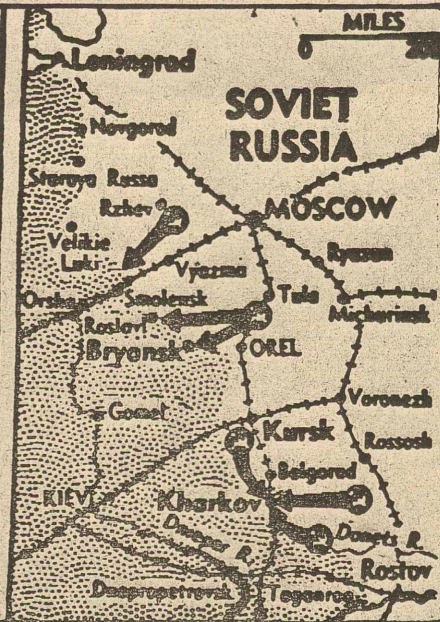 MILES
0 200
Leningrad
SOVIET
RUSSIA
Novgorod
Staraya Russa
Rzhev
MOSCOW
Velikie
Luki
Vyazma
Ryazan
Orsha
Smolensk
Tula
Michurinsk
Roslavl
Bryansk
OREL
Gomel
Voronezh
Kursk
Rossosh
Belgorod
KIEV
Kharkov
Donets R.
Rostov
Dnepropetrovsk
Taganrog